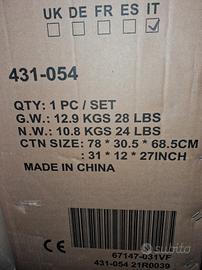 UK DE FR ES IT
431-054
QTY: 1 PC / SET
G.W.: 12.9 KGS 28 LBS
N.W.: 10.8 KGS 24 LBS
CTN SIZE: 78 * 30.5 * 68.5CM
: 31 * 12 * 27INCH
MADE IN CHINA
CE
67147-031VF
431-054 21R0039
subito